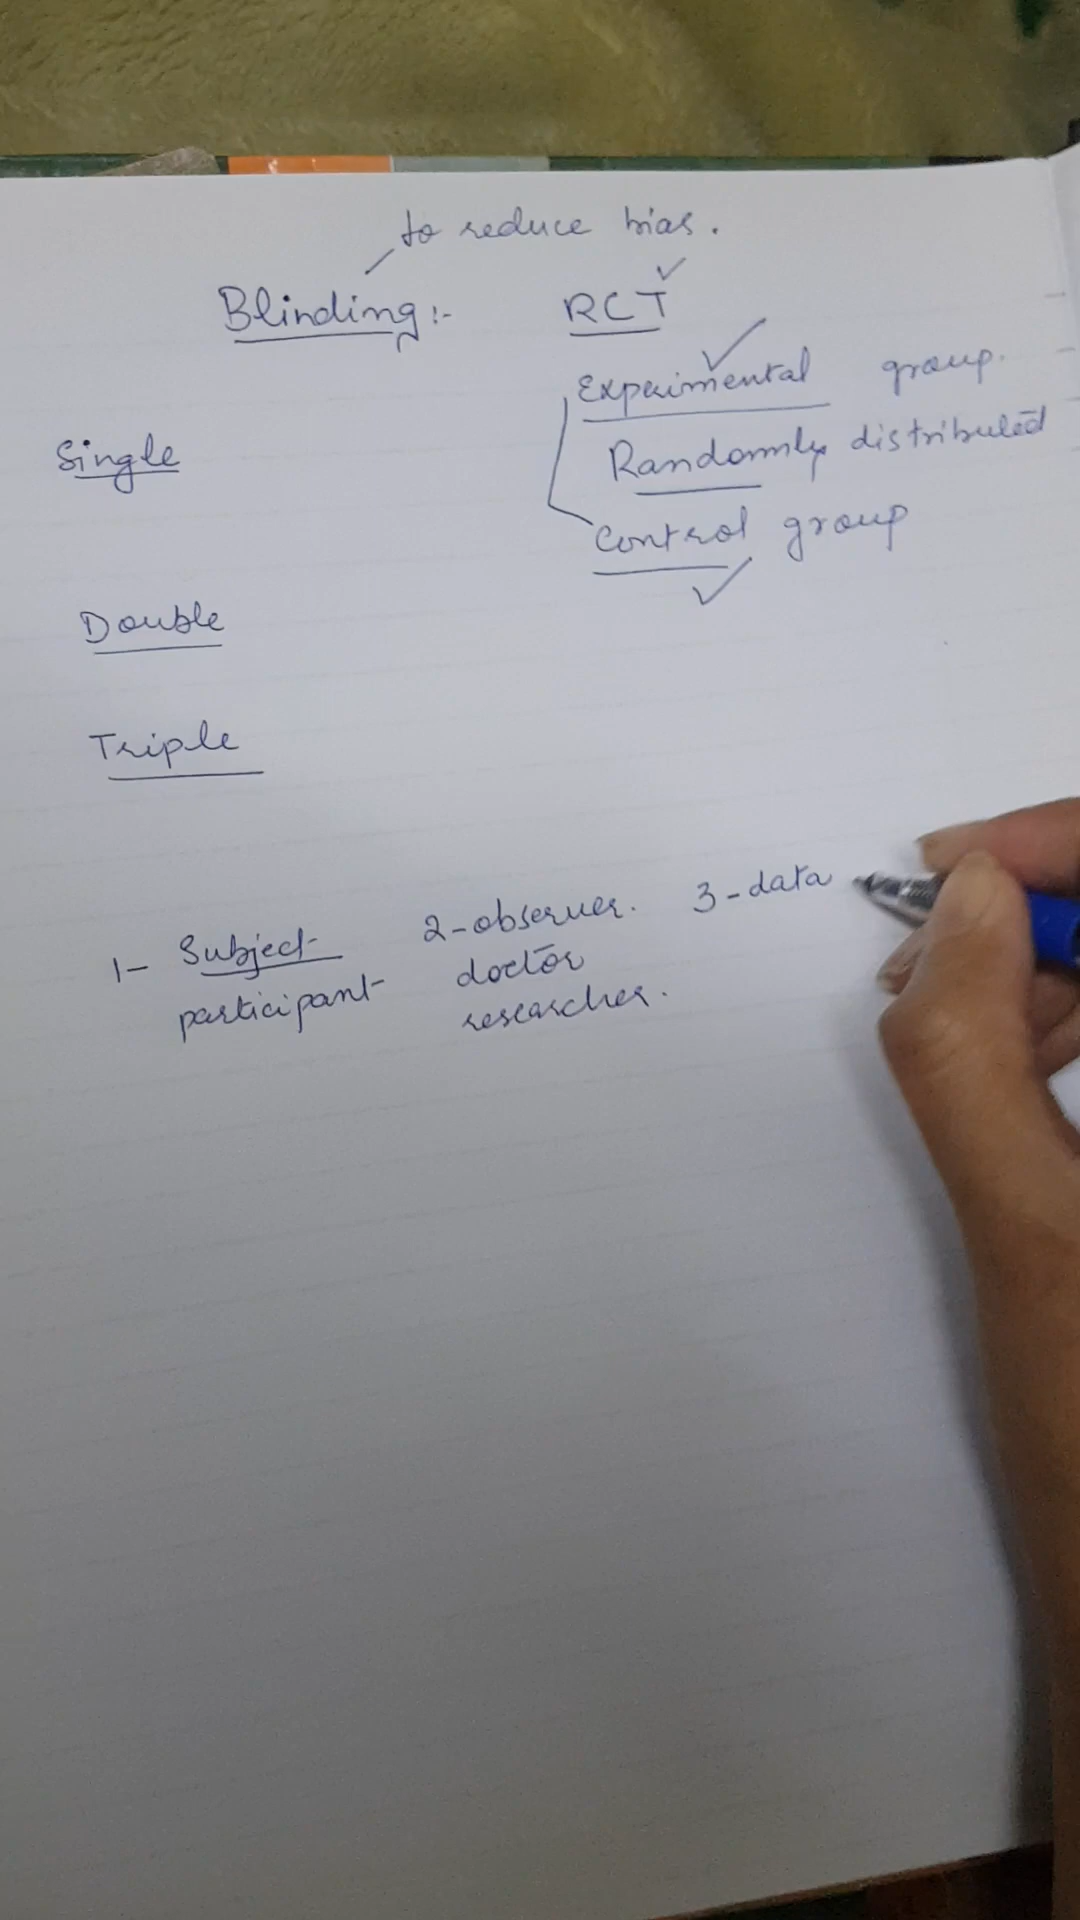 to reduce bias.
Blinding:- RCT
Experimental group.
Single
Randomly distributed
control group
Double
Triple
1- Subject 2-observer. 3-data
participant doctor
researcher.